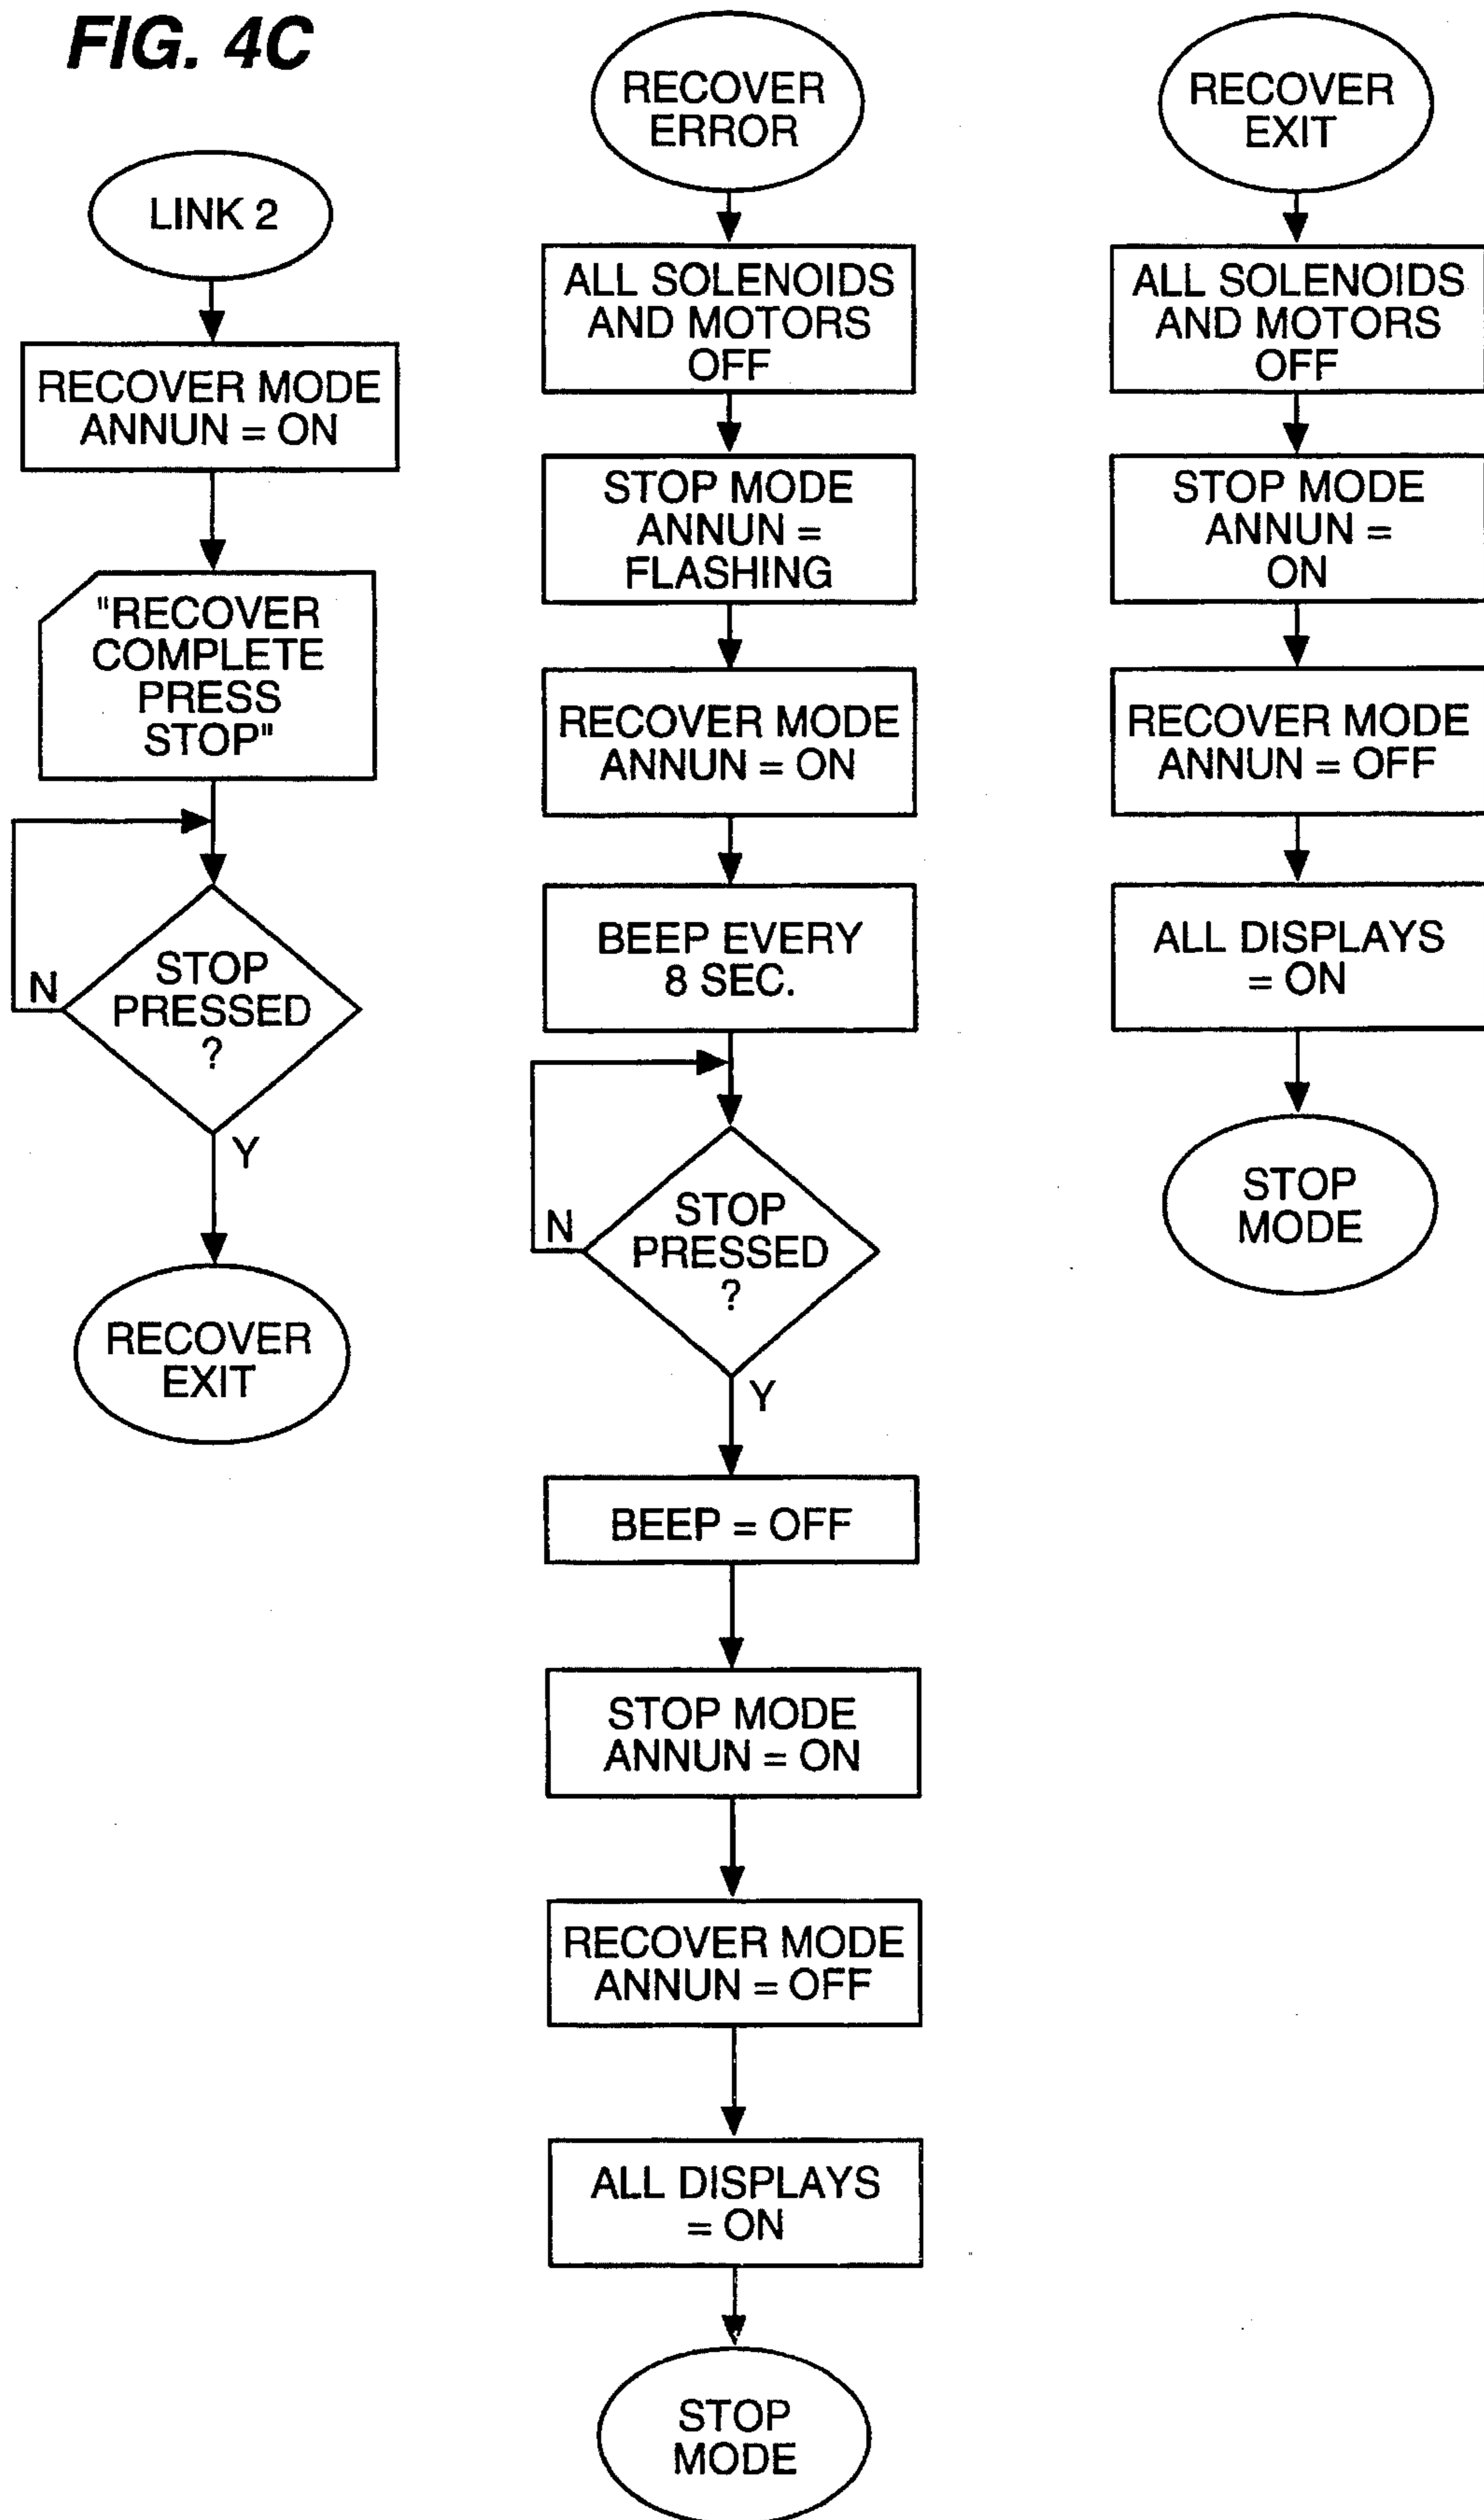 FIG. 4C
LINK 2
RECOVER MODE
ANNUN = ON
"RECOVER
COMPLETE
PRESS
STOP"
STOP
PRESSED
?
N
Y
RECOVER
EXIT
RECOVER
ERROR
ALL SOLENOIDS
AND MOTORS
OFF
STOP MODE
ANNUN =
FLASHING
RECOVER MODE
ANNUN = ON
BEEP EVERY
8 SEC.
STOP
PRESSED
?
N
Y
BEEP = OFF
STOP MODE
ANNUN = ON
RECOVER MODE
ANNUN = OFF
ALL DISPLAYS
= ON
STOP
MODE
RECOVER
EXIT
ALL SOLENOIDS
AND MOTORS
OFF
STOP MODE
ANNUN =
ON
RECOVER MODE
ANNUN = OFF
ALL DISPLAYS
= ON
STOP
MODE